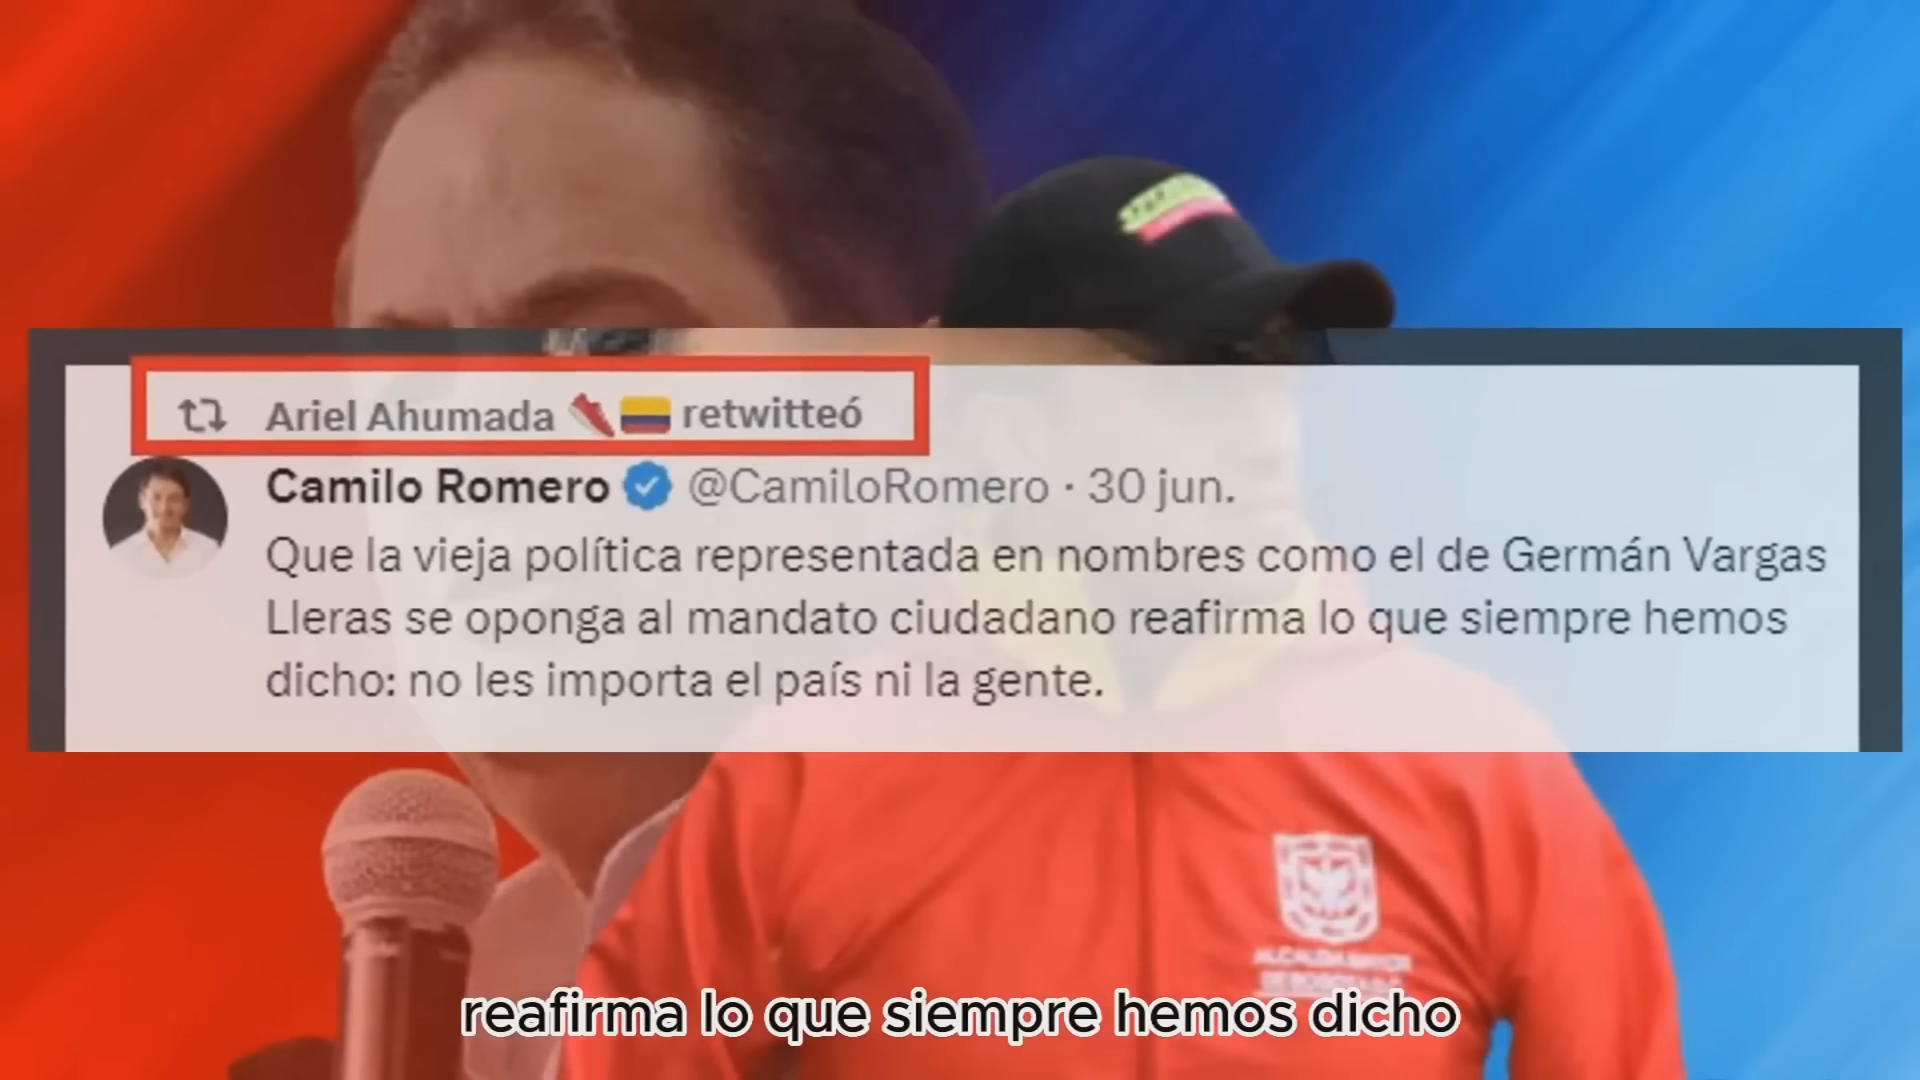 Ariel Ahumada retwitteó
Camilo Romero @CamiloRomero · 30 jun.
Que la vieja política representada en nombres como el de Germán Vargas
Lleras se oponga al mandato ciudadano reafirma lo que siempre hemos
dicho: no les importa el país ni la gente.
reafirma lo que siempre hemos dicho